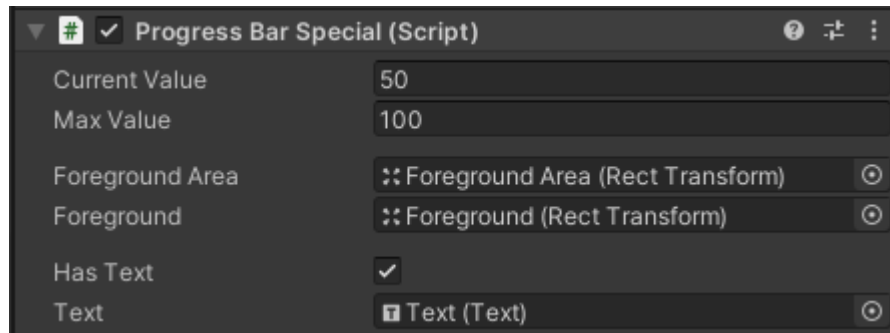 # Progress Bar Special (Script)
Current Value 50
Max Value 100
Foreground Area Foreground Area (Rect Transform)
Foreground Foreground (Rect Transform)
Has Text
Text T Text (Text)